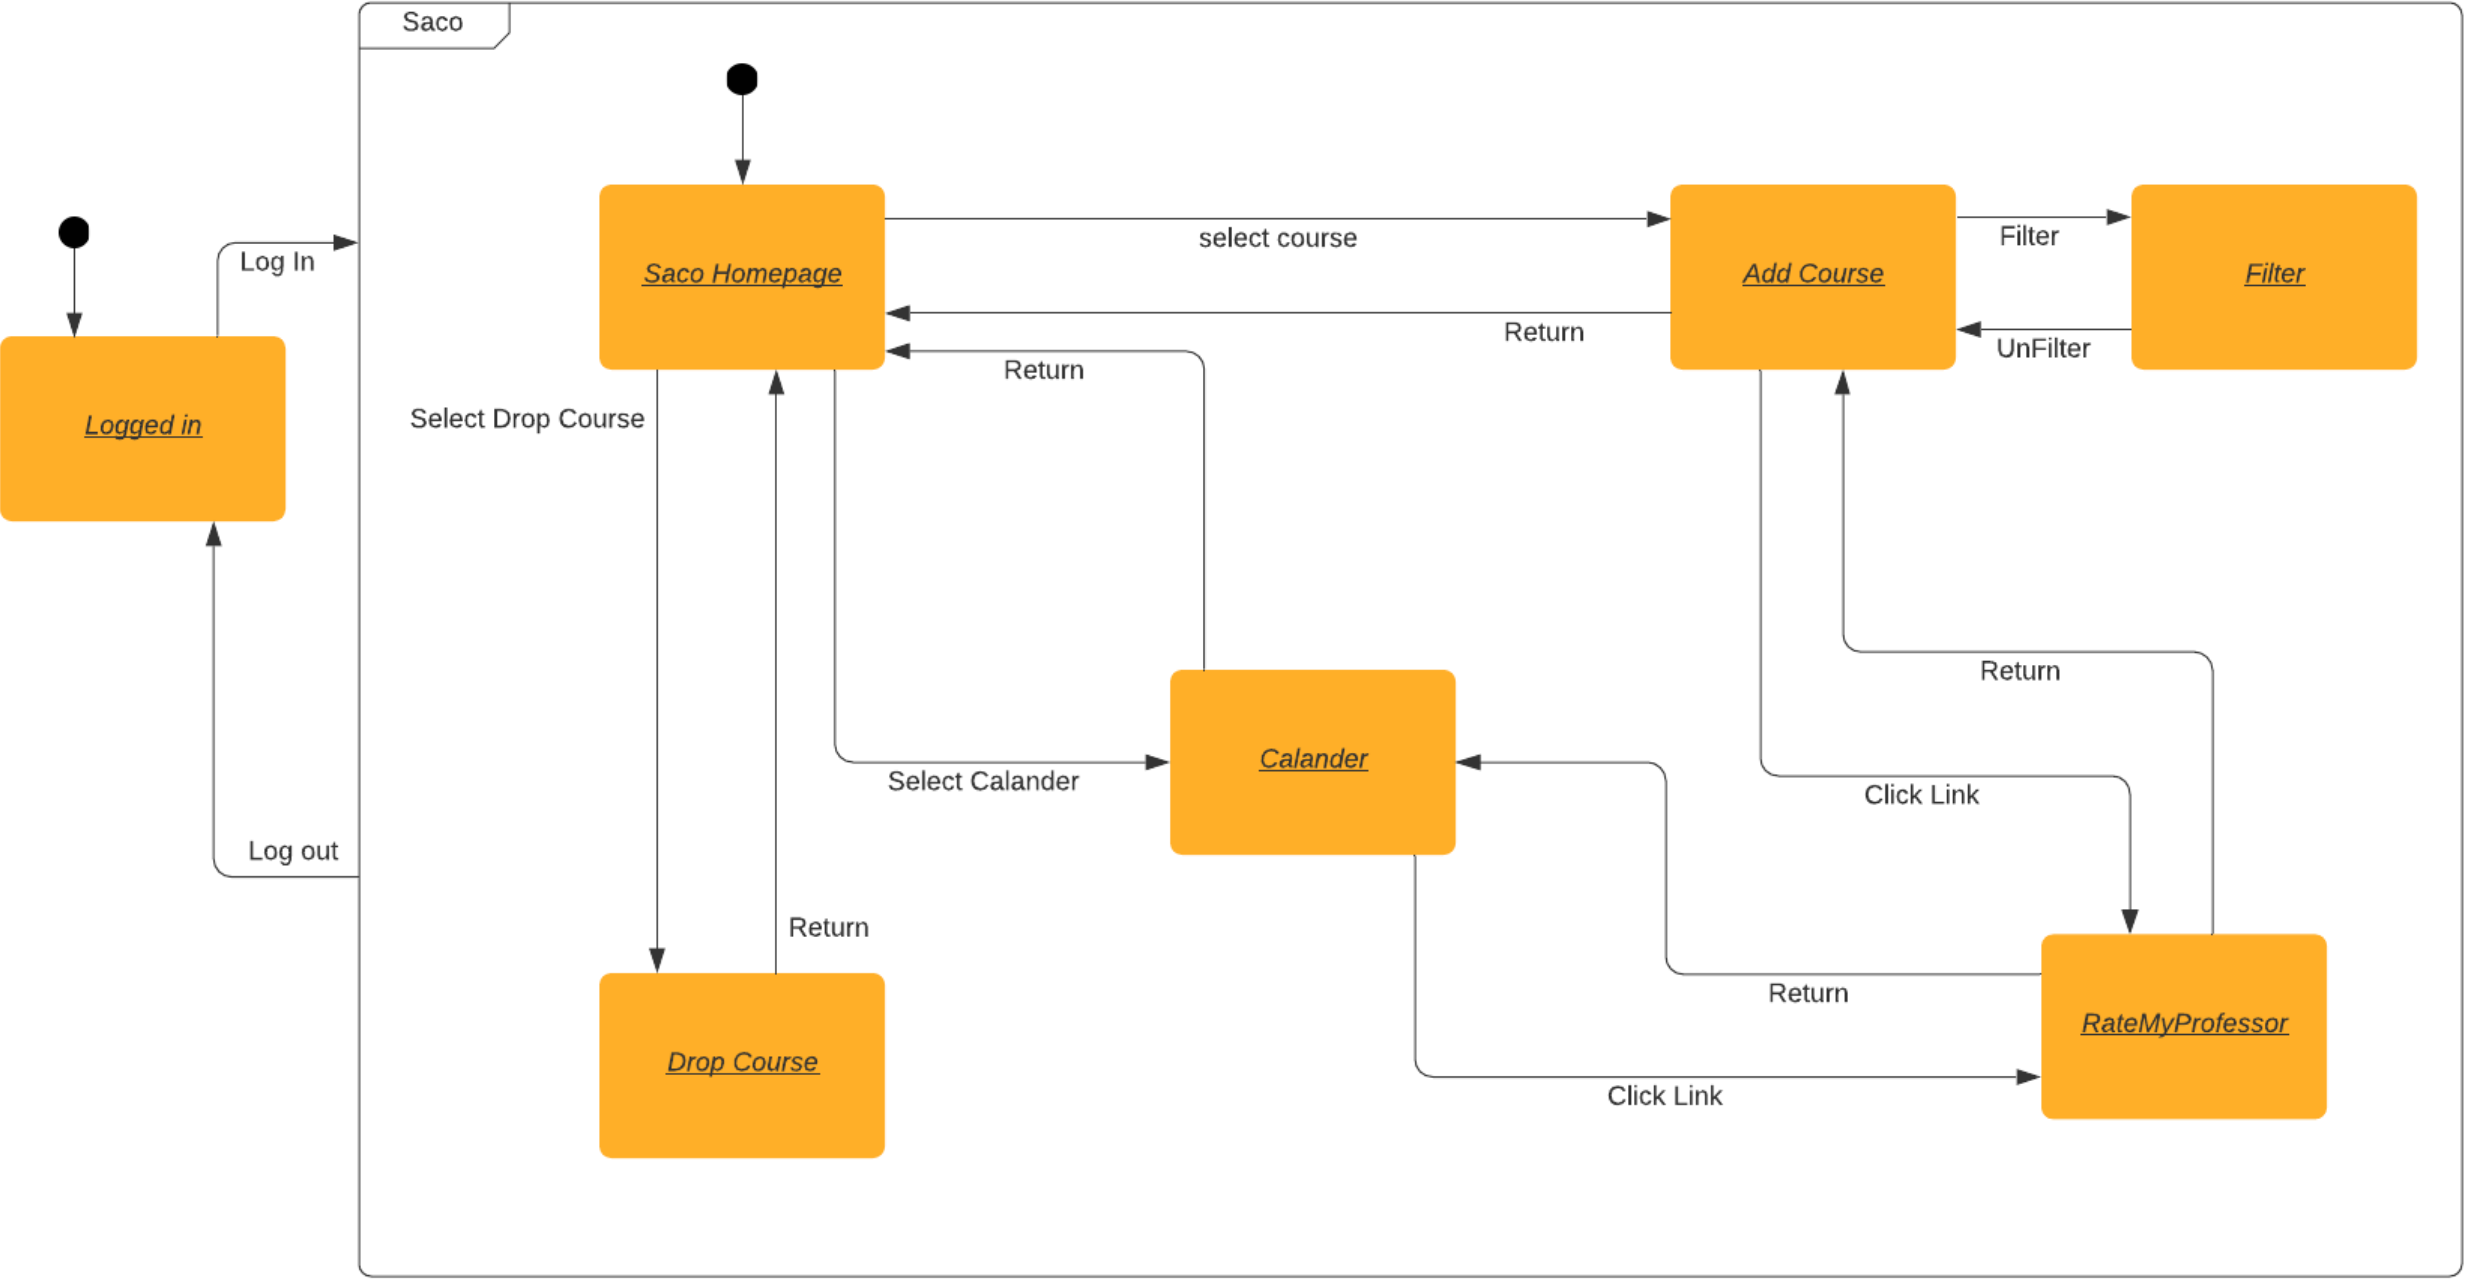 Saco
Log In
Saco Homepage
select course
Add Course
Filter
Filter
Return
UnFilter
Return
Logged in
Select Drop Course
Return
Calander
Select Calander
Click Link
Log out
Return
Return
RateMyProfessor
Drop Course
Click Link